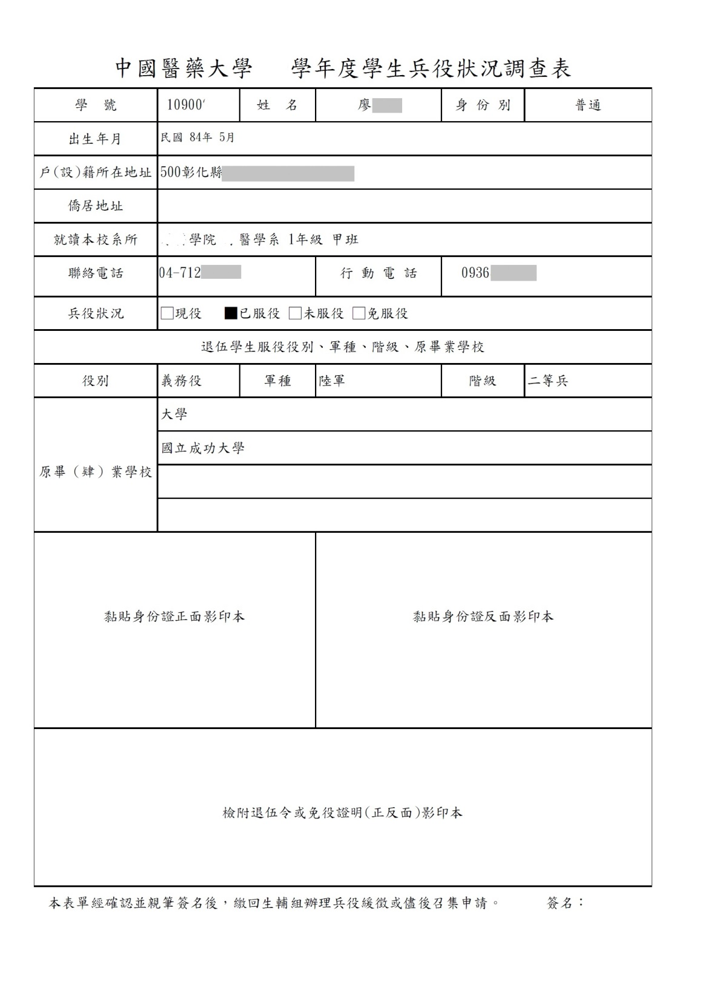 中國醫藥大學 學年度學生兵役狀況調查表
學 號 10900 姓 名 廖 身 份 別 普通
出生年月 民國 84年 5月
戶(設)籍所在地址 500彰化縣
僑居地址
就讀本校系所 學院 醫學系 1年級 甲班
聯絡電話 04-712 行 動 電 話 0936
兵役狀況 □現役 ■已服役 □未服役 □免服役
退伍學生服役役別、軍種、階級、原畢業學校
役別 義務役 軍種 陸軍 階級 二等兵
大學
國立成功大學
原畢（肄）業學校
黏貼身份證正面影印本 黏貼身份證反面影印本
檢附退伍令或免役證明(正反面)影印本
本表單經確認並親筆簽名後，繳回生輔組辦理兵役緩徵或儘後召集申請。 簽名：